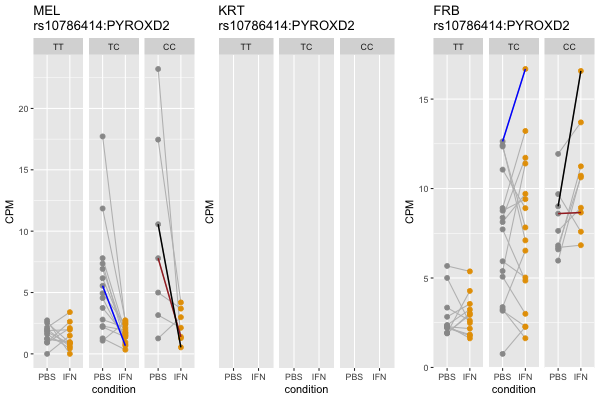 MEL
rs10786414:PYROXD2
TT TC CC
CPM
20
15
10
5
0
PBS IFN PBS IFN PBS IFN
condition
KRT
rs10786414:PYROXD2
TT TC CC
CPM
PBS IFN PBS IFN PBS IFN
condition
FRB
rs10786414:PYROXD2
TT TC CC
CPM
15
10
5
0
PBS IFN PBS IFN PBS IFN
condition